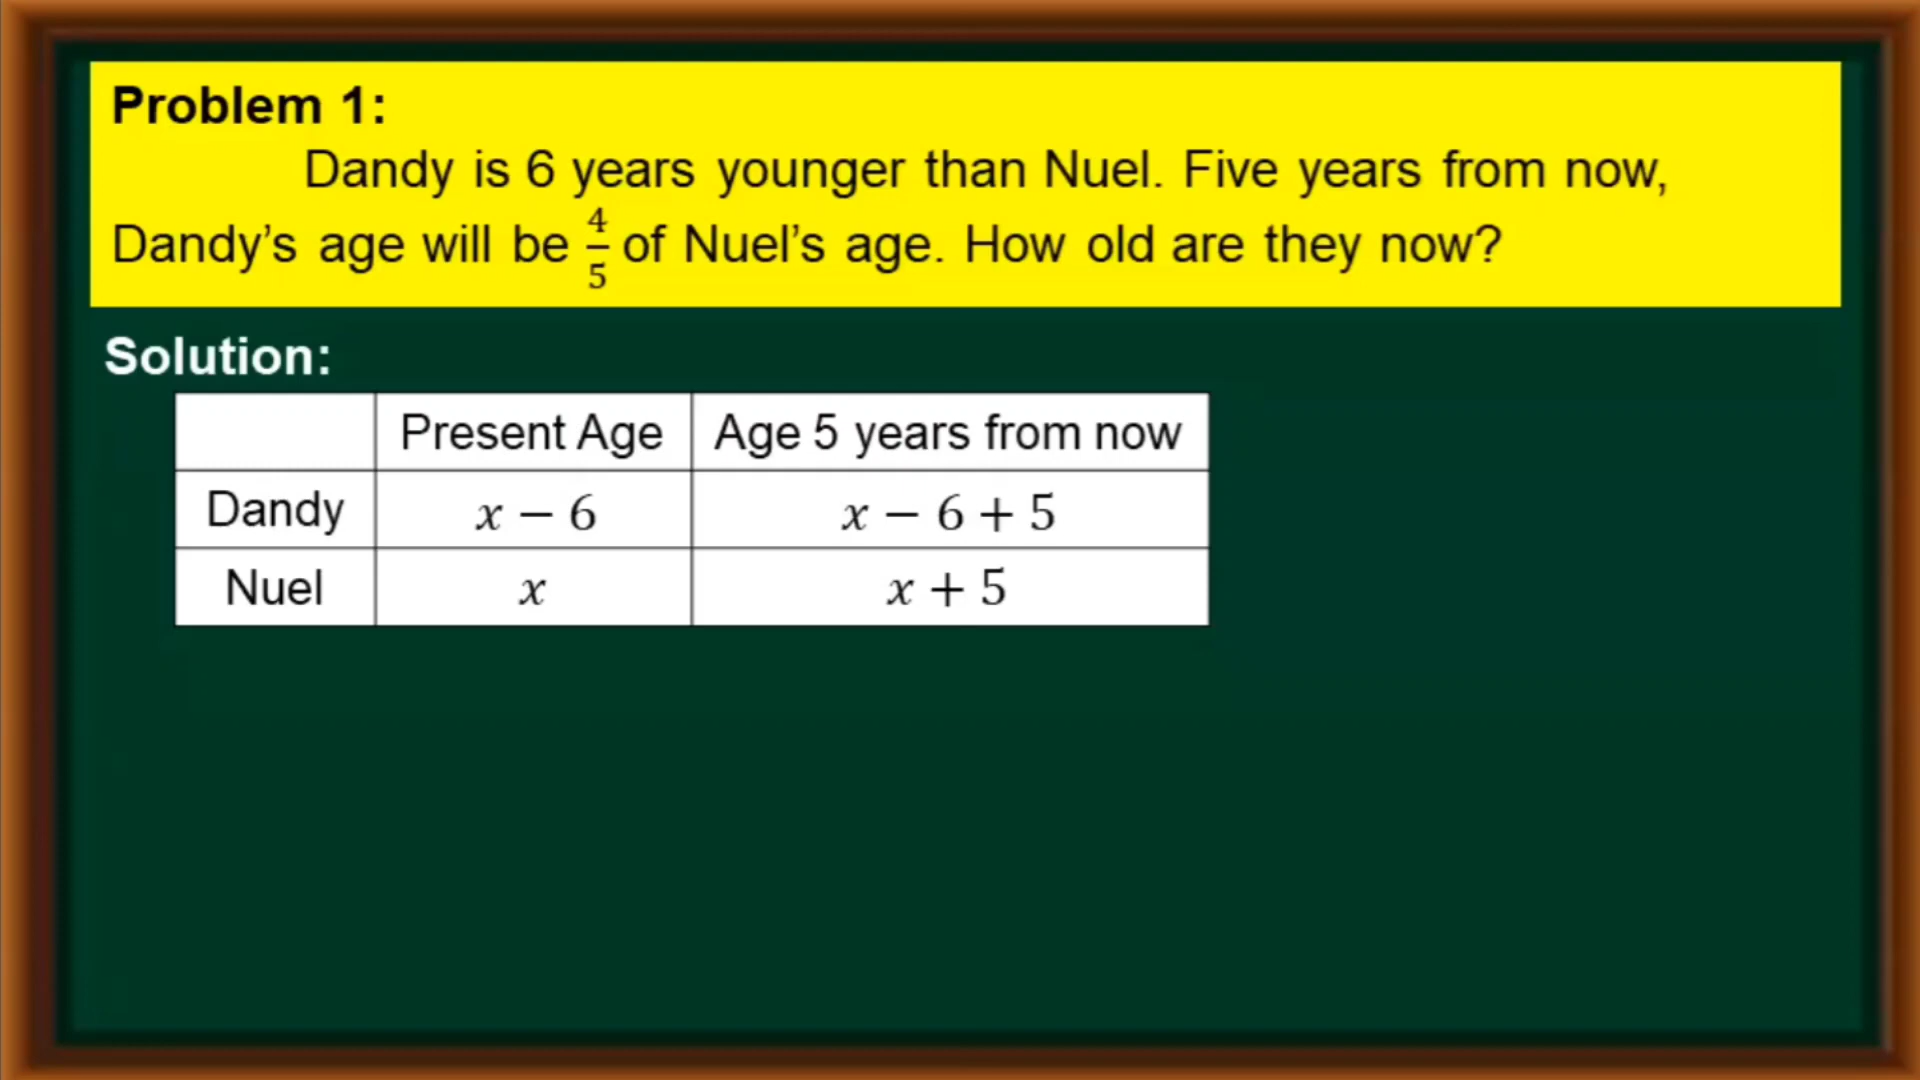 Problem 1:
Dandy is 6 years younger than Nuel. Five years from now,
Dandy’s age will be 4/5 of Nuel’s age. How old are they now?
Solution:
Present Age Age 5 years from now
Dandy x − 6 x − 6 + 5
Nuel x x + 5